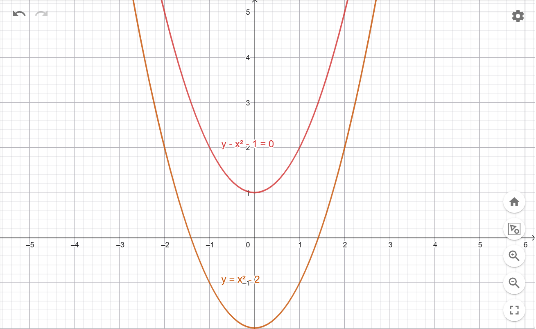 5
4
3
y - x² - 1 = 0
2
1
–5 –4 –3 –2 –1 0 1 2 3 4 5 6
y = x² - 2
–1